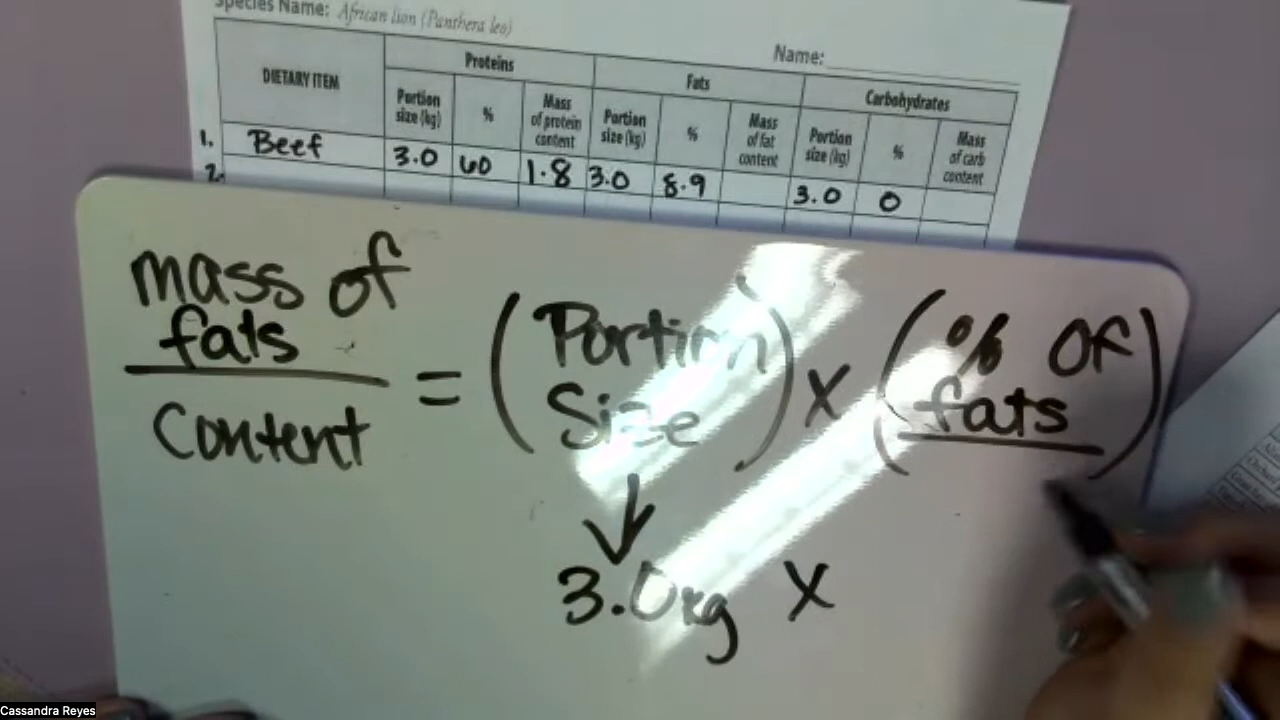 Species Name: African lion (Panthera leo)
Name:
DIETARY ITEM
Proteins
Fats
Carbohydrates
Portion size (kg)
%
Mass of protein content
Portion size (kg)
%
Mass of fat content
Portion size (kg)
%
Mass of carb content
1. Beef 3.0 60 1.8 3.0 8.9 3.0 0
2.
mass of
fats
content
= (Portion Size) x (% of fats)
3.0kg x
Cassandra Reyes